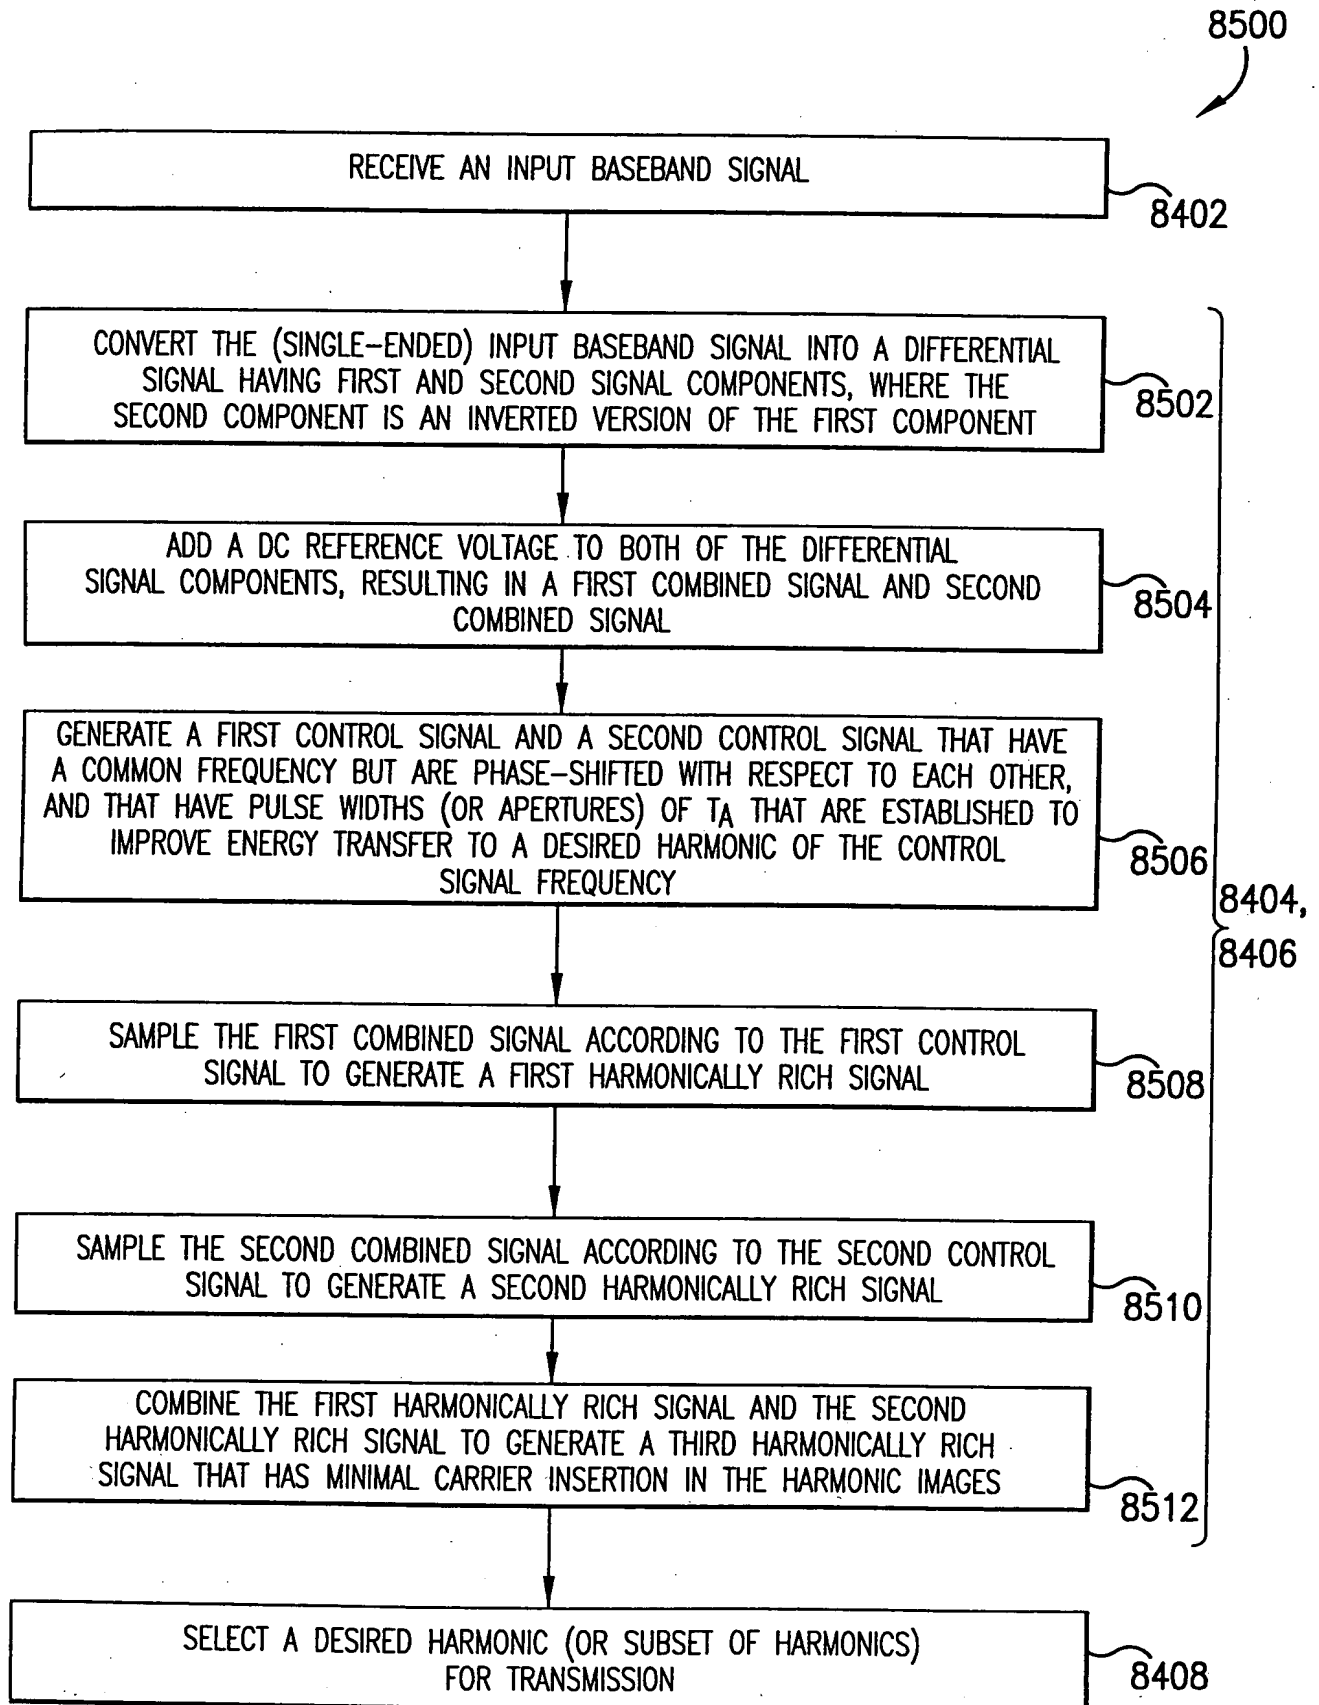 8500
RECEIVE AN INPUT BASEBAND SIGNAL
8402
CONVERT THE (SINGLE-ENDED) INPUT BASEBAND SIGNAL INTO A DIFFERENTIAL
SIGNAL HAVING FIRST AND SECOND SIGNAL COMPONENTS, WHERE THE
SECOND COMPONENT IS AN INVERTED VERSION OF THE FIRST COMPONENT
8502
ADD A DC REFERENCE VOLTAGE TO BOTH OF THE DIFFERENTIAL
SIGNAL COMPONENTS, RESULTING IN A FIRST COMBINED SIGNAL AND SECOND
COMBINED SIGNAL
8504
GENERATE A FIRST CONTROL SIGNAL AND A SECOND CONTROL SIGNAL THAT HAVE
A COMMON FREQUENCY BUT ARE PHASE-SHIFTED WITH RESPECT TO EACH OTHER,
AND THAT HAVE PULSE WIDTHS (OR APERTURES) OF TA THAT ARE ESTABLISHED TO
IMPROVE ENERGY TRANSFER TO A DESIRED HARMONIC OF THE CONTROL
SIGNAL FREQUENCY
8506
8404,
8406
SAMPLE THE FIRST COMBINED SIGNAL ACCORDING TO THE FIRST CONTROL
SIGNAL TO GENERATE A FIRST HARMONICALLY RICH SIGNAL
8508
SAMPLE THE SECOND COMBINED SIGNAL ACCORDING TO THE SECOND CONTROL
SIGNAL TO GENERATE A SECOND HARMONICALLY RICH SIGNAL
8510
COMBINE THE FIRST HARMONICALLY RICH SIGNAL AND THE SECOND
HARMONICALLY RICH SIGNAL TO GENERATE A THIRD HARMONICALLY RICH
SIGNAL THAT HAS MINIMAL CARRIER INSERTION IN THE HARMONIC IMAGES
8512
SELECT A DESIRED HARMONIC (OR SUBSET OF HARMONICS)
FOR TRANSMISSION
8408